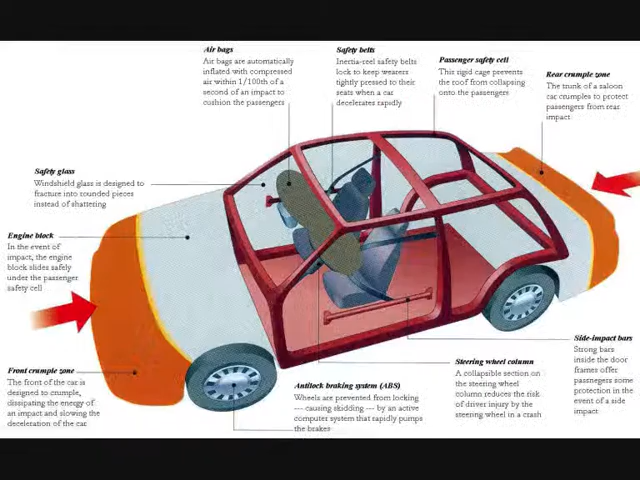 Air bags
Air bags are automatically
inflated with compressed
air within 1/100th of a
second of an impact to
cushion the passengers
Safety belts
Inertia-reel safety belts
lock to keep wearers
tightly pressed to their
seats when a car
decelerates rapidly
Passenger safety cell
This rigid cage prevents
the roof from collapsing
onto the passengers
Rear crumple zone
The trunk of a saloon
car crumples to protect
passengers from rear
impact
Safety glass
Windshield glass is designed to
fracture into rounded pieces
instead of shattering
Engine block
In the event of
impact, the engine
block slides safely
under the passenger
safety cell
Front crumple zone
The front of the car is
designed to crumple,
dissipating the energy of
an impact and slowing the
deceleration of the car
Antilock braking system (ABS)
Wheels are prevented from locking
--- causing skidding --- by an active
computer system that rapidly pumps
the brakes
Steering wheel column
A collapsible section on
the steering wheel
column reduces the risk
of driver injury by the
steering wheel in a crash
Side-impact bars
Strong bars
inside the door
frames offer
passengers some
protection in the
event of a side
impact